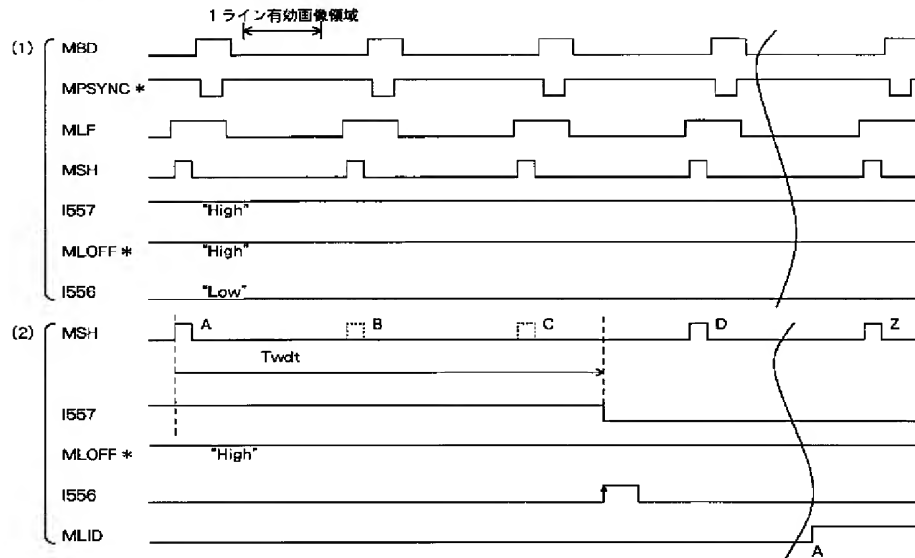 1ライン有効画像領域
(1)
MBD
MPSYNC *
MLF
MSH
I557 "High"
MLOFF * "High"
I556 "Low"
(2)
MSH A B C D Z
Twdt
I557
MLOFF * "High"
I556
MLID A